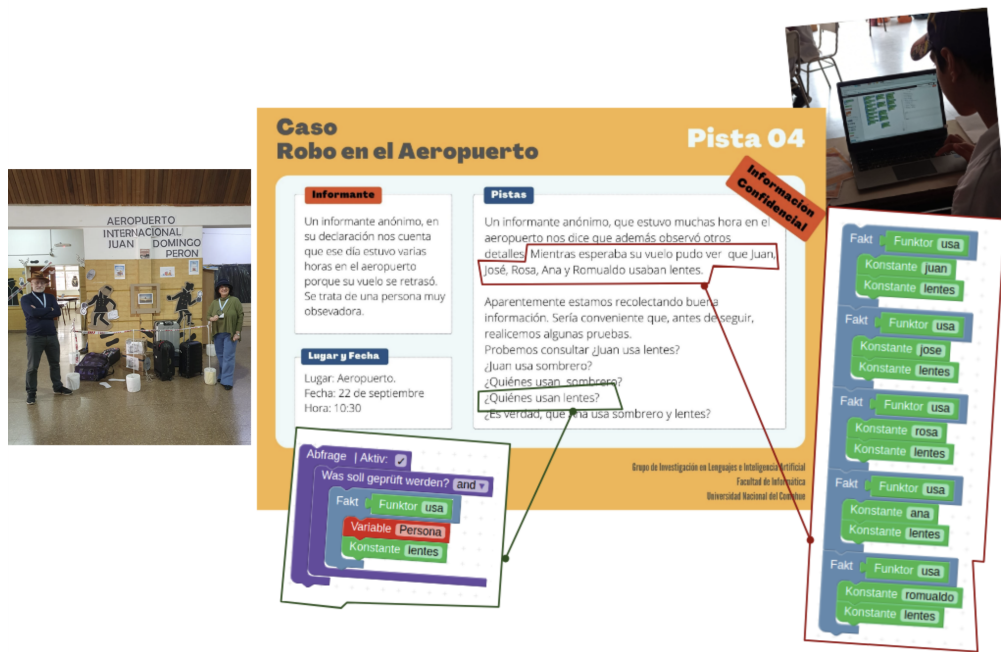 AEROPUERTO
INTERNACIONAL
JUAN DOMINGO
PERON
Caso
Robo en el Aeropuerto
Pista 04
Informacion
Confidencial
Informante
Un informante anónimo, en
su declaración nos cuenta
que ese día estuvo varias
horas en el aeropuerto
porque su vuelo se retrasó.
Se trata de una persona muy
obsevadora.
Lugar y Fecha
Lugar: Aeropuerto.
Fecha: 22 de septiembre
Hora: 10:30
Pistas
Un informante anónimo, que estuvo muchas hora en el
aeropuerto nos dice que además observó otros
detalles. Mientras esperaba su vuelo pudo ver que Juan,
José, Rosa, Ana y Romualdo usaban lentes.
Aparentemente estamos recolectando buena
información. Sería conveniente que, antes de seguir,
realicemos algunas pruebas.
Probemos consultar ¿Juan usa lentes?
¿Juan usa sombrero?
¿Quiénes usan sombrero?
¿Quiénes usan lentes?
¿Es verdad, que Ana usa sombrero y lentes?
Grupo de Investigación en Lenguajes e Inteligencia Artificial
Facultad de Informática
Universidad Nacional del Comahue
Abfrage | Aktiv:
Was soll geprüft werden? and
Fakt Funktor usa
Variable Persona
Konstante lentes
Fakt Funktor usa
Konstante juan
Konstante lentes
Fakt Funktor usa
Konstante jose
Konstante lentes
Fakt Funktor usa
Konstante rosa
Konstante lentes
Fakt Funktor usa
Konstante ana
Konstante lentes
Fakt Funktor usa
Konstante romualdo
Konstante lentes